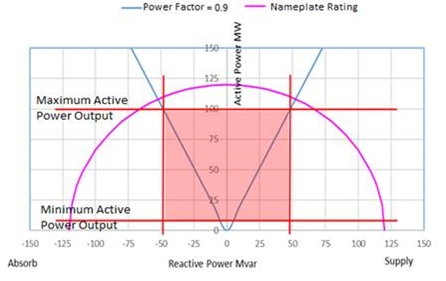 Power Factor = 0.9
Nameplate Rating
Active Power MW
150
125
100
75
50
25
0
Maximum Active
Power Output
Minimum Active
Power Output
-150 -125 -100 -75 -50 -25 0 25 50 75 100 125 150
Absorb
Reactive Power Mvar
Supply